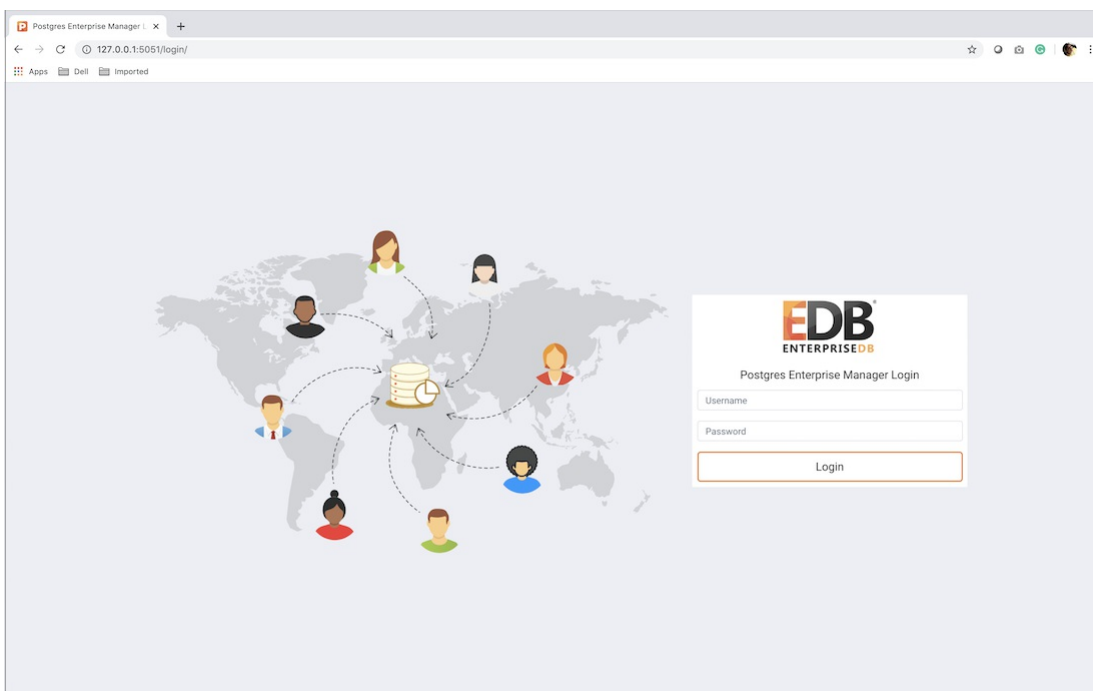 Postgres Enterprise Manager L
127.0.0.1:5051/login/
Apps Dell Imported
EDB
ENTERPRISEDB
Postgres Enterprise Manager Login
Username
Password
Login